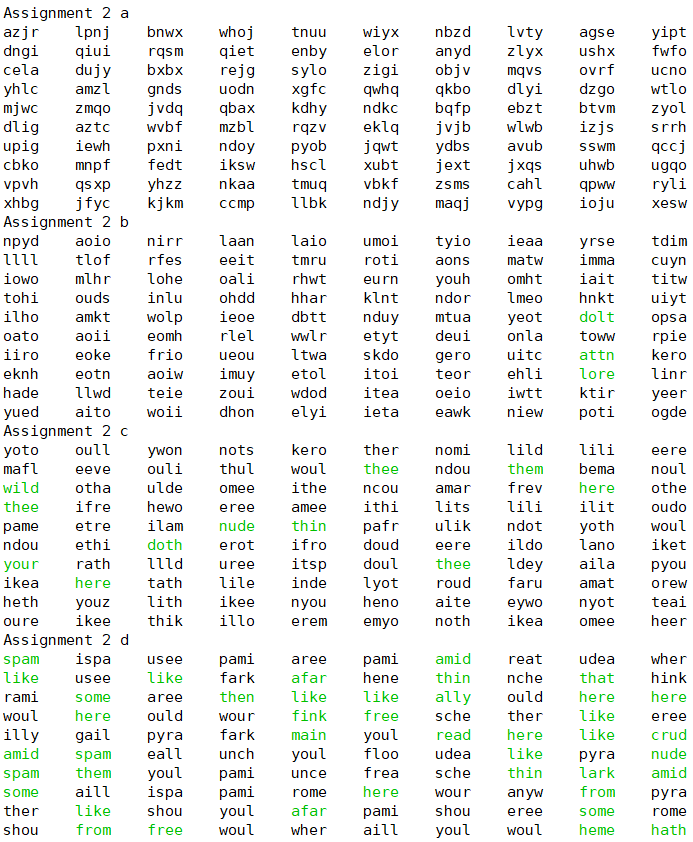 Assignment 2 a
azjr lpnj bnwx whoj tnuu wiyx nbzd lvty agse yipt
dngi qiui rqsm qiet enby elor anyd zlyx ushx fwfo
cela dujy bxbx rejg sylo zigi objv mqvs ovrf ucno
yhlc amzl gnds uodn xgfc qwhq qkbo dlyi dzgo wtlo
mjwc zmqo jvdq qbax kdhy ndkc bqfp ebzt btvm zyol
dlig aztc wvbf mzbl rqzv eklq jvjb wlwb izjs srrh
upig iewh pxni ndoy pyob jqwt ydbs avub sswm qccj
cbko mnpf fedt iksw hscl xubt jext jxqs uhwb ugqo
vpvh qsxp yhzz nkaa tmuq vbkf zsms cahl qpww ryli
xhbg jfyc kjkm ccmp llbk ndjy maqj vypg ioju xesw
Assignment 2 b
npyd aoio nirr laan laio umoi tyio ieaa yrse tdim
llll tlof rfes eeit tmru roti aons matw imma cuyn
iowo mlhr lohe oali rhwt eurn youh omht iait titw
tohi ouds inlu ohdd hhar klnt ndor lmeo hnkt uiyt
ilho amkt wolp ieoe dbtt nduy mtua yeot dolt opsa
oato aoii eomh rlel wwlr etyt deui onla toww rpie
iiro eoke frio ueou ltwa skdo gero uitc attn kero
eknh eotn aoiw imuy etol itoi teor ehli lore linr
hade llwd teie zoui wdod itea oeio iwtt ktir yeer
yued aito woii dhon elyi ieta eawk niew poti ogde
Assignment 2 c
yoto oull ywon nots kero ther nomi lild lili eere
mafl eeve ouli thul woul thee ndou them bema noul
wild otha ulde omee ithe ncou amar frev here othe
thee ifre hewo eree amee ithi lits lili ilit oudo
pame etre ilam nude thin pafr ulik ndot yoth woul
ndou ethi doth erot ifro doud eere ildo lano iket
your rath llld uree itsp doul thee ldey aila pyou
ikea here tath lile inde lyot roud faru amat orew
heth youz lith ikee nyou heno aite eywo nyot teai
oure ikee thik illo erem emyo noth ikea omee heer
Assignment 2 d
spam ispa usee pami aree pami amid reat udea wher
like usee like fark afar hene thin nche that hink
rami some aree then like like ally ould here here
woul here ould wour fink free sche ther like eree
illy gail pyra fark main youl read here like crud
amid spam eall unch youl floo udea like pyra nude
spam them youl pami unce frea sche thin lark amid
some aill ispa pami rome here wour anyw from pyra
ther like shou youl afar pami shou eree some rome
shou from free woul wher aill youl woul heme hath